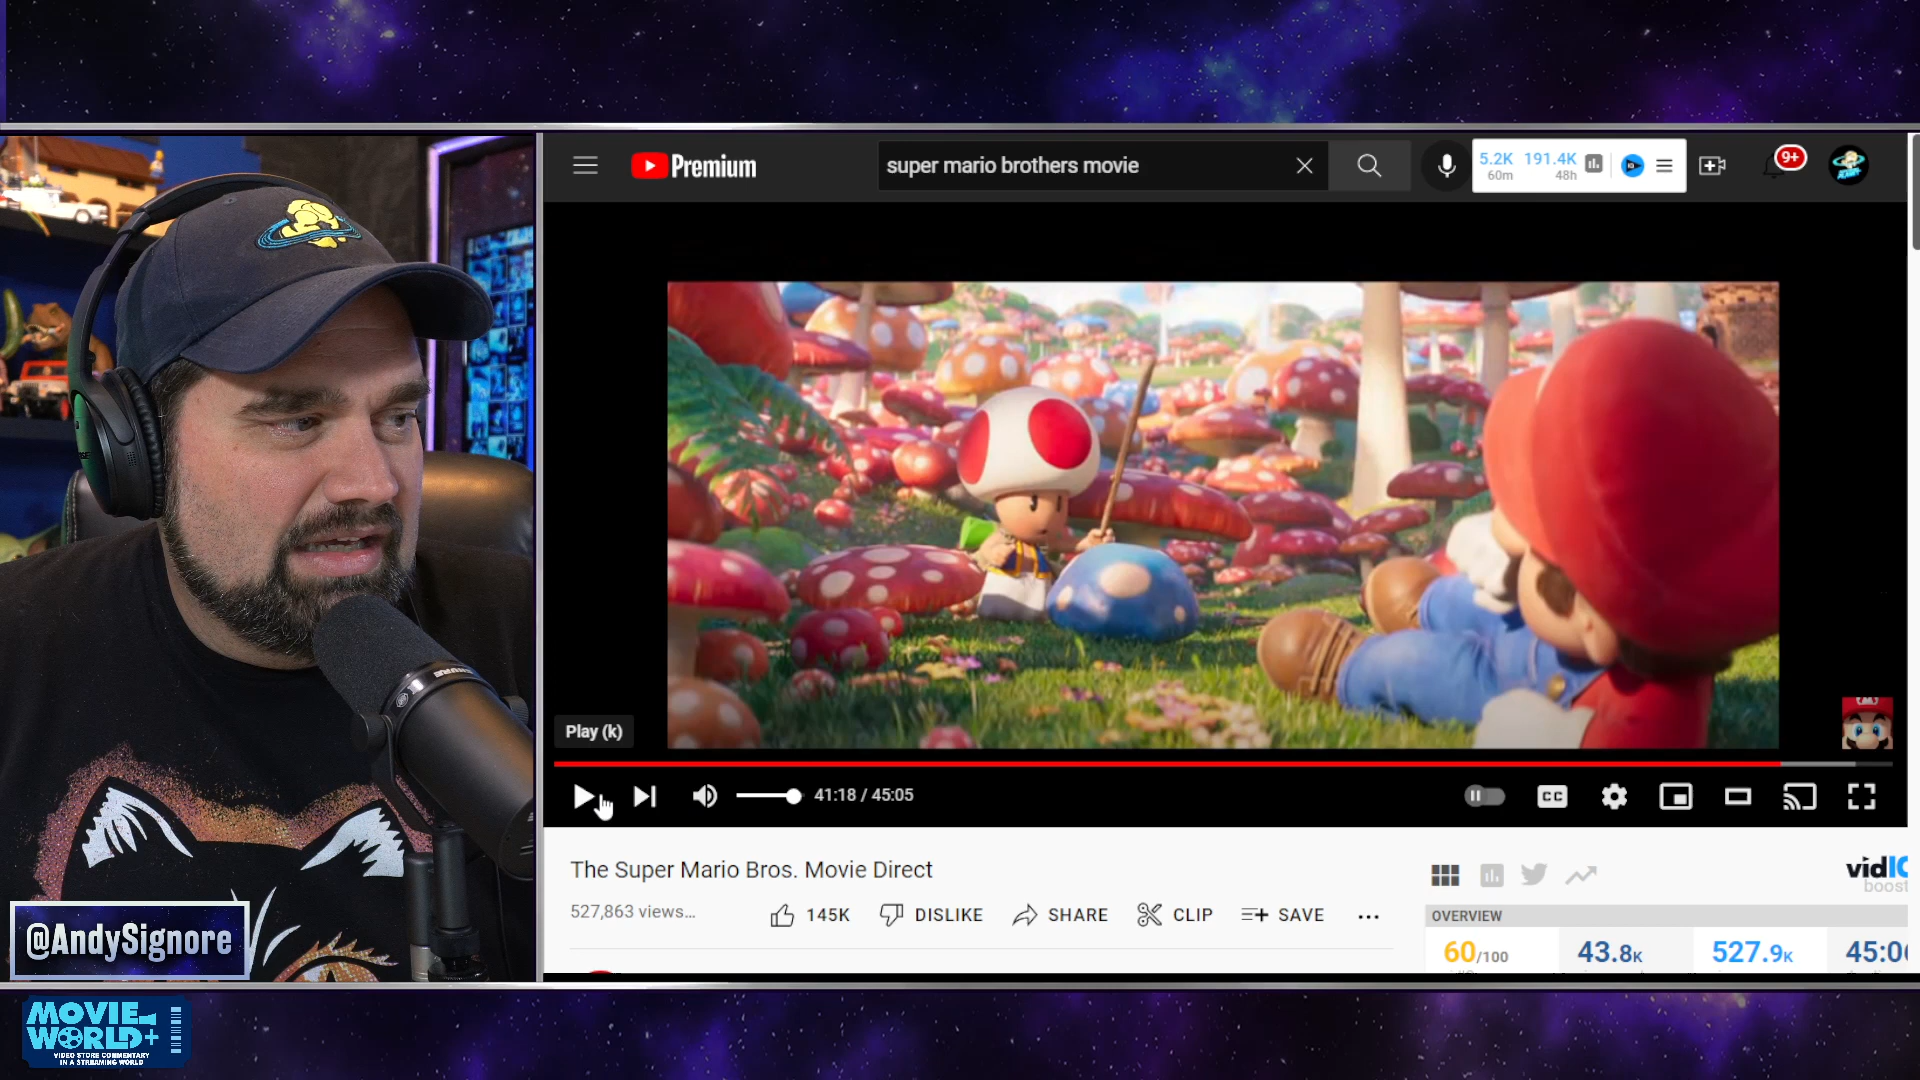 Premium
super mario brothers movie
5.2K 191.4K
60m 48h
9+
Play (k)
41:18 / 45:05
CC
The Super Mario Bros. Movie Direct
527,863 views...
145K
DISLIKE
SHARE
CLIP
SAVE
vidIQ
boost
OVERVIEW
60/100
43.8K
527.9K
45:0
SHURE
@AndySignore
MOVIE
WORLD+
VIDEO STORE COMMENTARY
IN A STREAMING WORLD